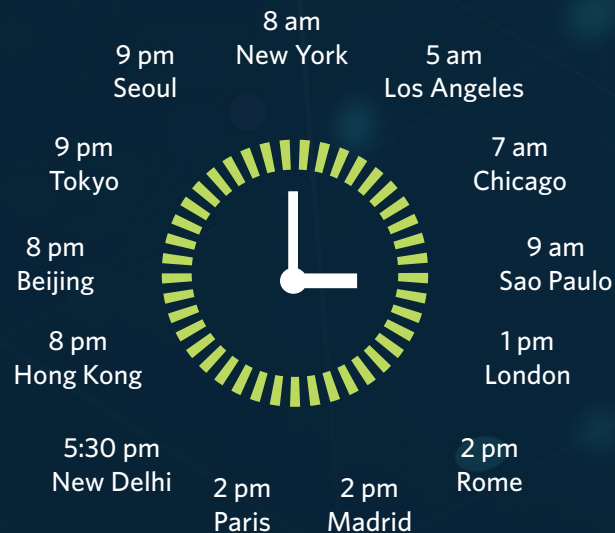 8 am
New York
5 am
Los Angeles
7 am
Chicago
9 am
Sao Paulo
1 pm
London
2 pm
Rome
2 pm
Madrid
2 pm
Paris
5:30 pm
New Delhi
8 pm
Hong Kong
8 pm
Beijing
9 pm
Tokyo
9 pm
Seoul